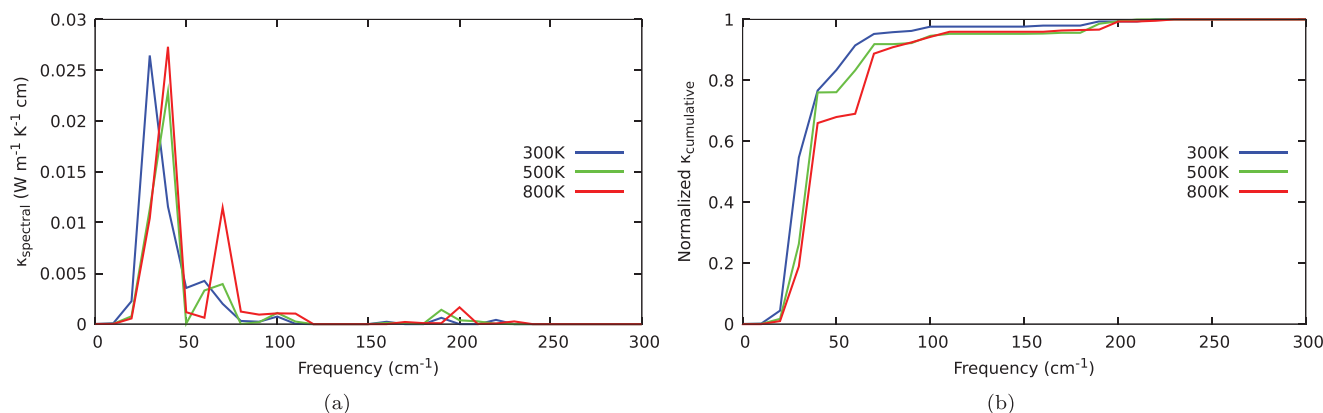 0.03
0.025
0.02
0.015
0.01
0.005
0
κspectral (W m-1 K-1 cm)
300K
500K
800K
0 50 100 150 200 250 300
Frequency (cm-1)
(a)
1
0.8
0.6
0.4
0.2
0
Normalized κcumulative
300K
500K
800K
0 50 100 150 200 250 300
Frequency (cm-1)
(b)